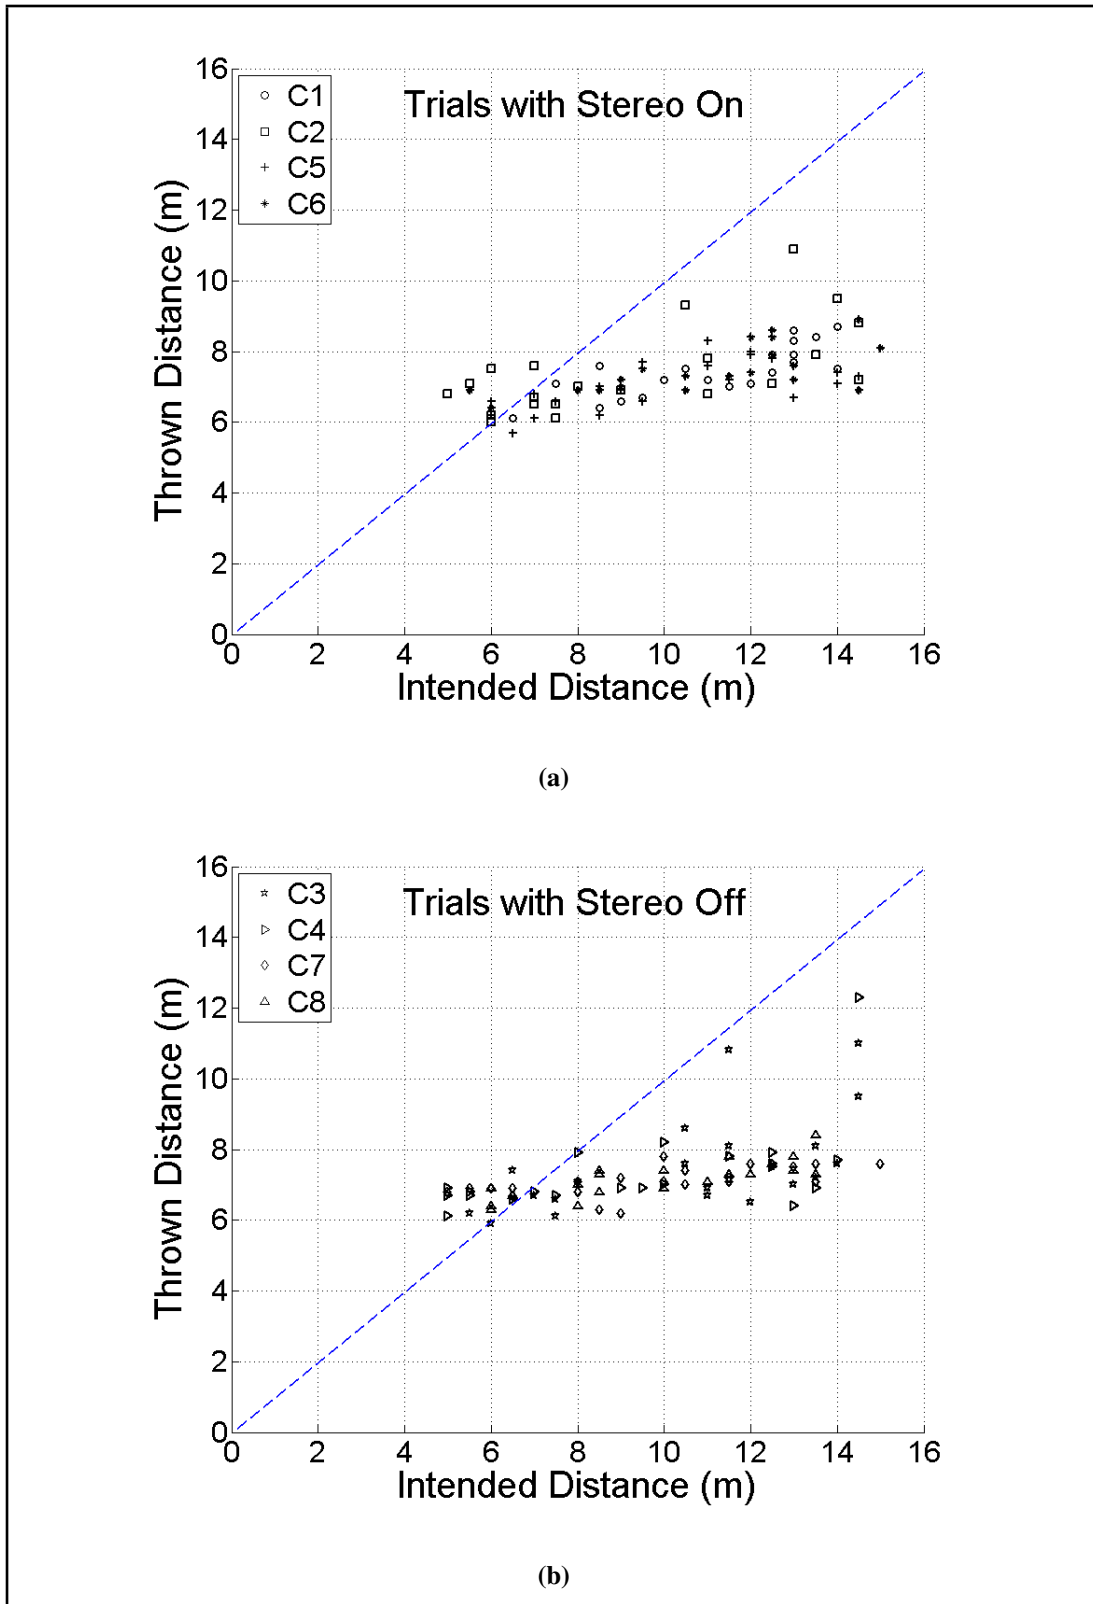 Trials with Stereo On
C1
C2
C5
C6
16
14
12
10
8
6
4
2
0
Thrown Distance (m)
0 2 4 6 8 10 12 14 16
Intended Distance (m)
(a)
Trials with Stereo Off
C3
C4
C7
C8
16
14
12
10
8
6
4
2
0
Thrown Distance (m)
0 2 4 6 8 10 12 14 16
Intended Distance (m)
(b)